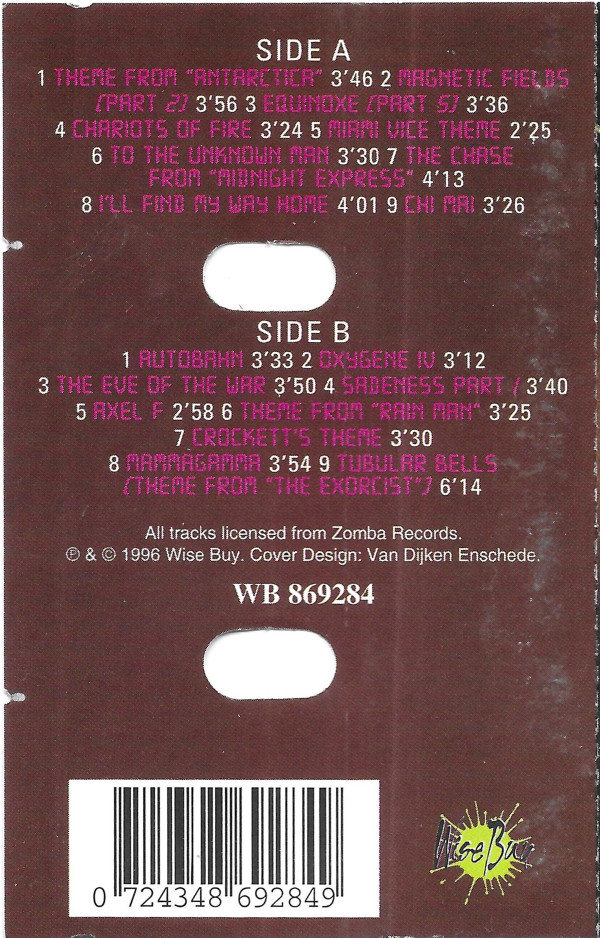 SIDE A
1 THEME FROM "ANTARCTICA" 3'46 2 MAGNETIC FIELDS
(PART 2) 3'56 3 EQUINOXE (PART 5) 3'36
4 CHARIOTS OF FIRE 3'24 5 MIAMI VICE THEME 2'25
6 TO THE UNKNOWN MAN 3'30 7 THE CHASE
FROM "MIDNIGHT EXPRESS" 4'13
8 I'LL FIND MY WAY HOME 4'01 9 CHI MAI 3'26
SIDE B
1 AUTOBAHN 3'33 2 OXYGENE IV 3'12
3 THE EVE OF THE WAR 3'50 4 SADENESS PART I 3'40
5 AXEL F 2'58 6 THEME FROM "RAIN MAN" 3'25
7 CROCKETT'S THEME 3'30
8 MAMMAGAMMA 3'54 9 TUBULAR BELLS
(THEME FROM "THE EXORCIST") 6'14
All tracks licensed from Zomba Records.
℗ & © 1996 Wise Buy. Cover Design: Van Dijken Enschede.
WB 869284
0 724348 692849
Wise Buy